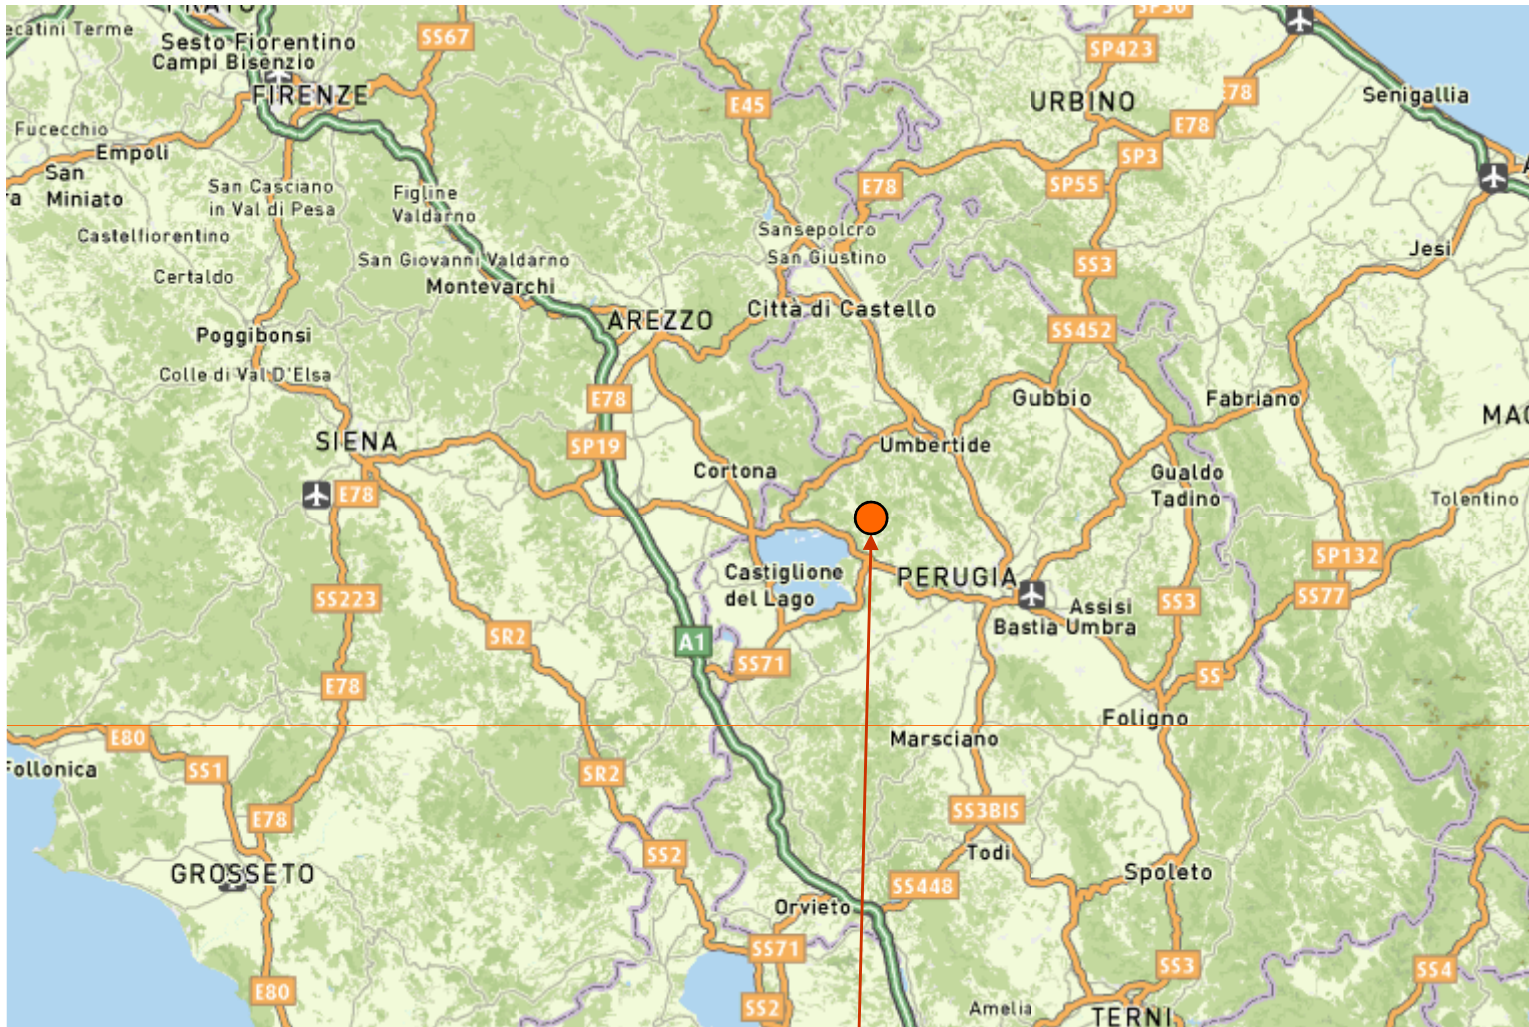 PRATO
SP30
ecatini Terme
Sesto Fiorentino
SS67
SP423
Campi Bisenzio
FIRENZE
E45
URBINO
E78
Senigallia
Fucecchio
Empoli
E78
San
Miniato
SP3
San Casciano
in Val di Pesa
Figline
Valdarno
E78
SP55
ra
Castelfiorentino
Sansepolcro
San Giustino
Jesi
Certaldo
San Giovanni Valdarno
SS3
Montevarchi
AREZZO
Città di Castello
Poggibonsi
SS452
Colle di Val D'Elsa
E78
Gubbio
Fabriano
SIENA
SP19
Umbertide
MAC
Cortona
Gualdo
Tadino
E78
Tolentino
SP132
Castiglione
del Lago
PERUGIA
SS223
Assisi
SS3
SS77
Bastia Umbra
SR2
A1
SS71
SS
E78
Foligno
E80
Marsciano
Follonica
SS1
SR2
E78
SS3BIS
SS2
Todi
GROSSETO
SS448
Spoleto
Orvieto
SS71
SS3
SS4
E80
SS2
Amelia
TERNI